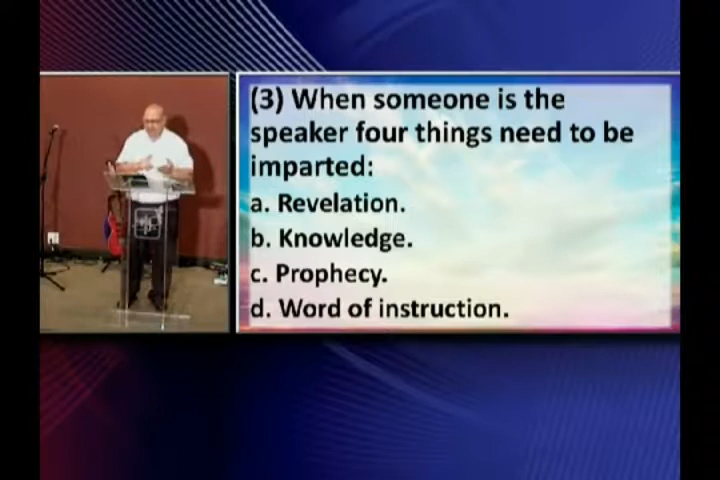 (3) When someone is the
speaker four things need to be
imparted:
a. Revelation.
b. Knowledge.
c. Prophecy.
d. Word of instruction.